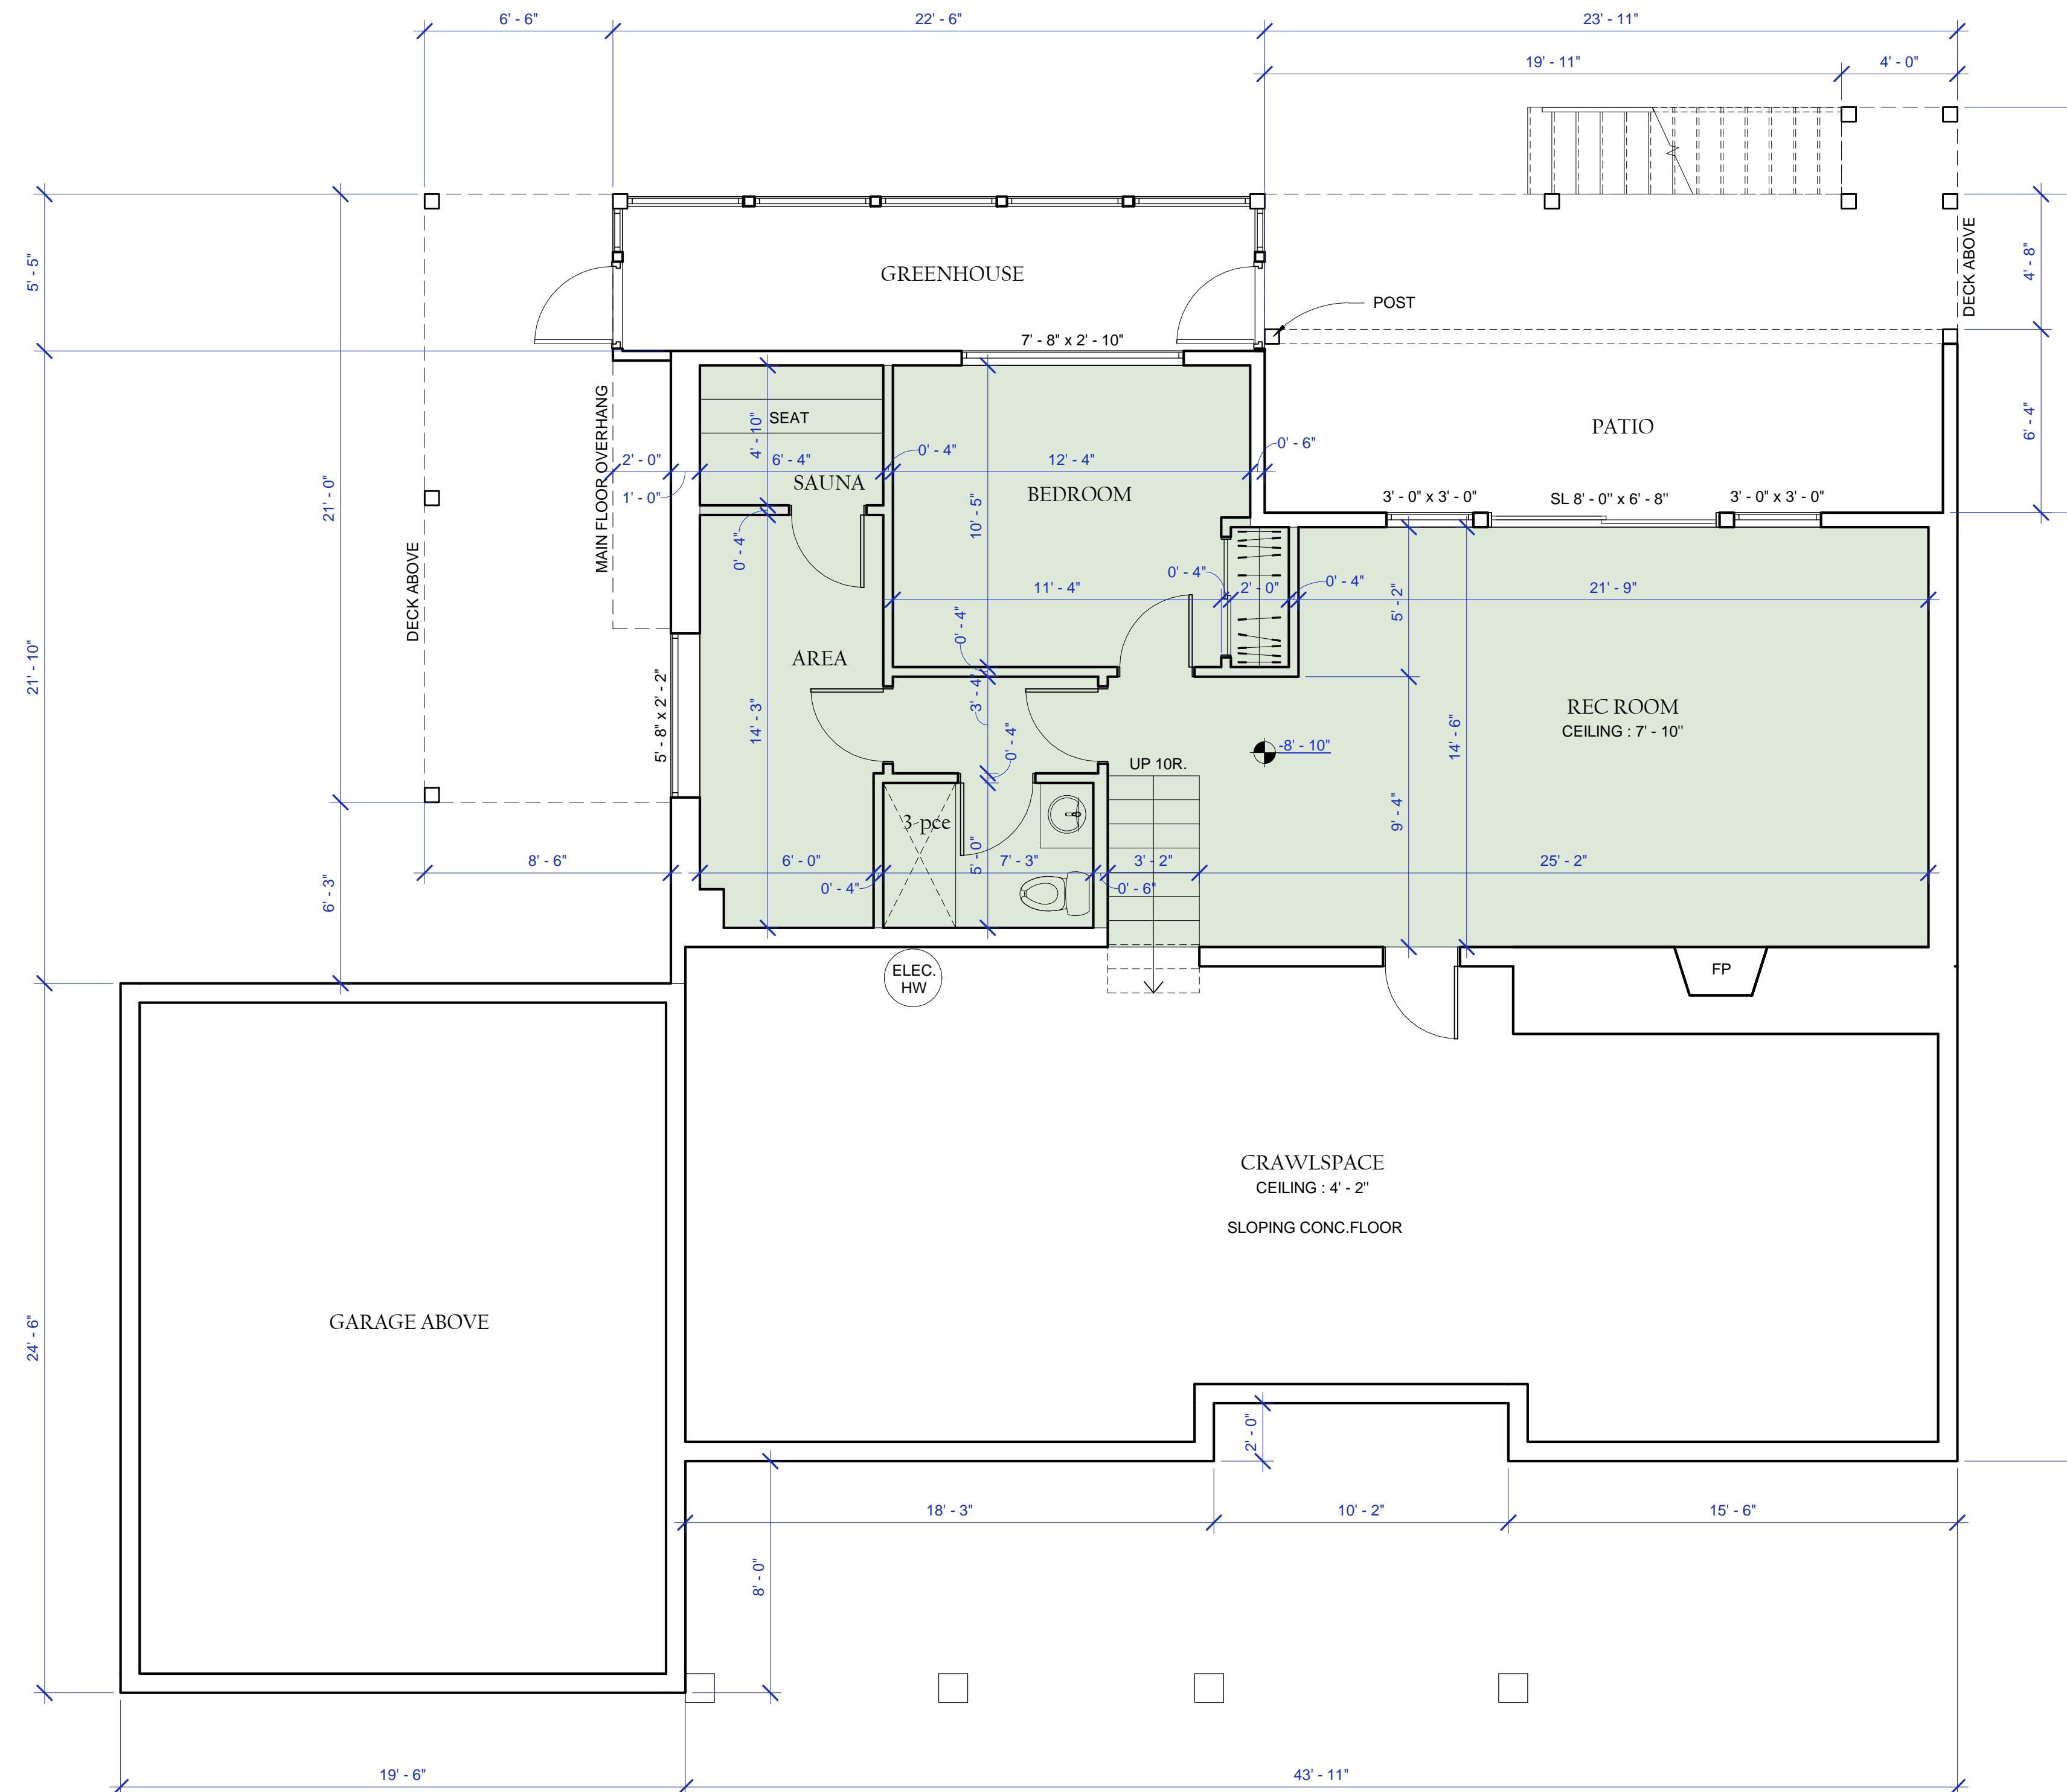 6' - 6"
22' - 6"
23' - 11"
19' - 11"
4' - 0"
5' - 5"
GREENHOUSE
POST
DECK ABOVE
4' - 8"
7' - 8" x 2' - 10"
MAIN FLOOR OVERHANG
SEAT
4' - 10"
PATIO
6' - 4"
2' - 0"
6' - 4"
0' - 4"
12' - 4"
0' - 6"
SAUNA
BEDROOM
1' - 0"
3' - 0" x 3' - 0"
SL 8' - 0" x 6' - 8"
3' - 0" x 3' - 0"
21' - 0"
10' - 5"
0' - 4"
DECK ABOVE
11' - 4"
0' - 4"
2' - 0"
0' - 4"
5' - 2"
21' - 9"
0' - 4"
21' - 10"
AREA
5' - 8" x 2' - 2"
3' - 4"
14' - 3"
0' - 4"
REC ROOM
CEILING : 7' - 10"
-8' - 10"
14' - 6"
UP 10R.
9' - 4"
3-pce
8' - 6"
6' - 0"
5' - 0"
7' - 3"
3' - 2"
25' - 2"
0' - 4"
0' - 6"
6' - 3"
ELEC.
HW
FP
CRAWLSPACE
CEILING : 4' - 2"
SLOPING CONC.FLOOR
GARAGE ABOVE
24' - 6"
2' - 0"
18' - 3"
10' - 2"
15' - 6"
8' - 0"
19' - 6"
43' - 11"